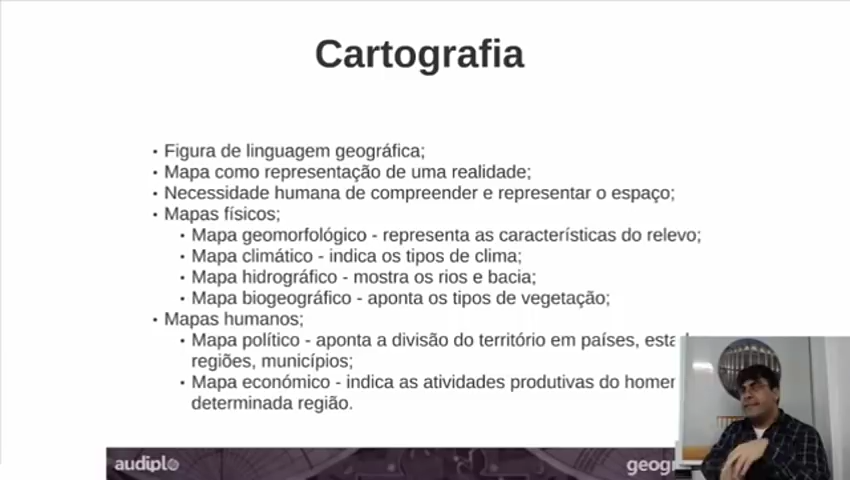 Cartografia
• Figura de linguagem geográfica;
• Mapa como representação de uma realidade;
• Necessidade humana de compreender e representar o espaço;
• Mapas físicos;
• Mapa geomorfológico - representa as características do relevo;
• Mapa climático - indica os tipos de clima;
• Mapa hidrográfico - mostra os rios e bacia;
• Mapa biogeográfico - aponta os tipos de vegetação;
• Mapas humanos;
• Mapa político - aponta a divisão do território em países,
regiões, municípios;
• Mapa económico - indica as atividades produtivas do
determinada região.
audiplo